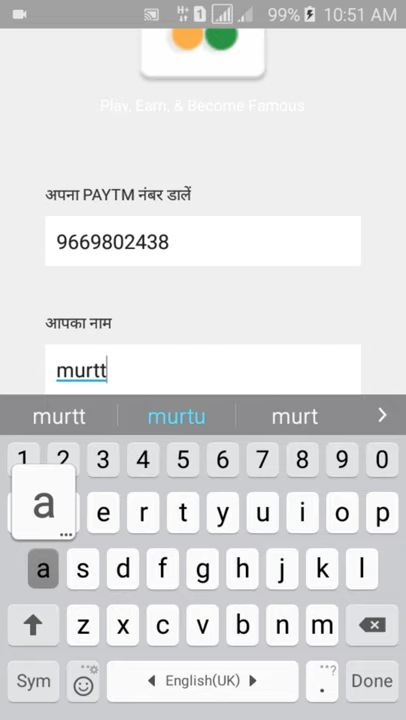 99% 10:51 AM
Play, Earn, & Become Famous
अपना PAYTM नंबर डालें
9669802438
आपका नाम
murtt
murtt murtu murt
1 2 3 4 5 6 7 8 9 0
a e r t y u i o p
a s d f g h j k l
z x c v b n m
Sym English(UK) . Done